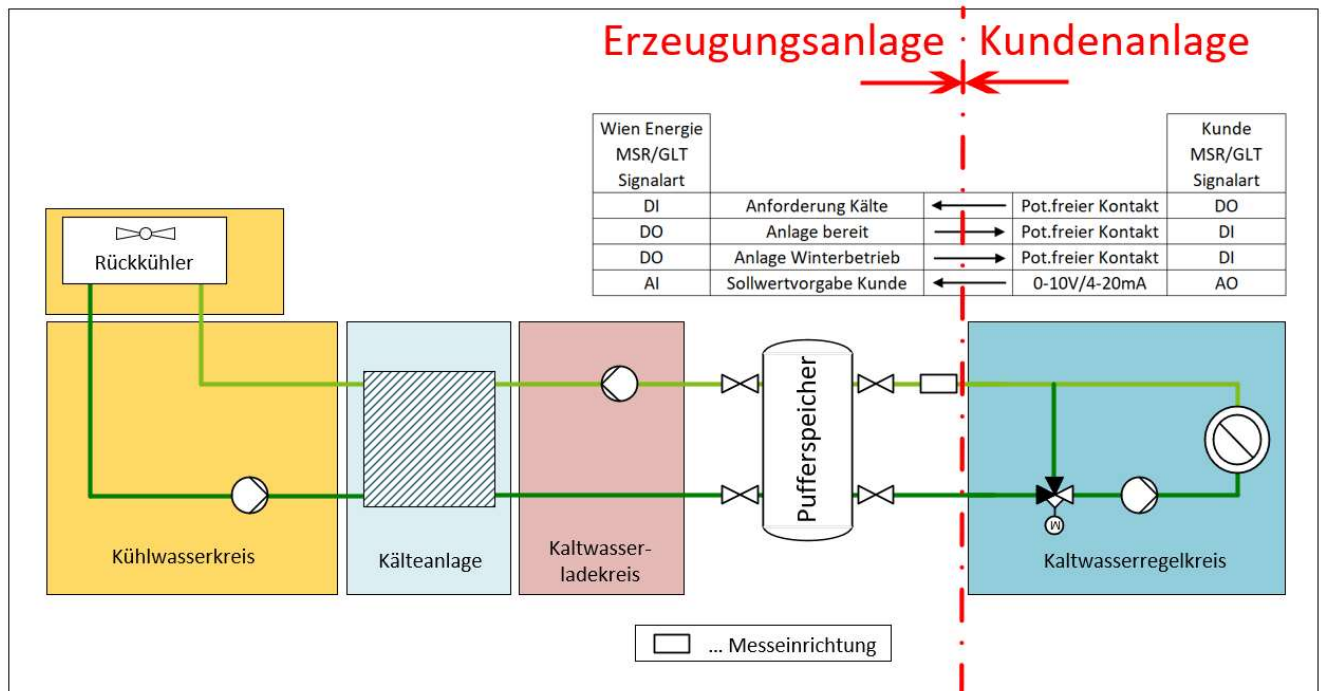 Erzeugungsanlage
Kundenanlage
Wien Energie
MSR/GLT
Signalart
Kunde
MSR/GLT
Signalart
DI Anforderung Kälte Pot.freier Kontakt DO
DO Anlage bereit Pot.freier Kontakt DI
DO Anlage Winterbetrieb Pot.freier Kontakt DI
AI Sollwertvorgabe Kunde 0-10V/4-20mA AO
Rückkühler
Pufferspeicher
M
Kühlwasserkreis
Kälteanlage
Kaltwasser-
ladekreis
Kaltwasserregelkreis
... Messeinrichtung